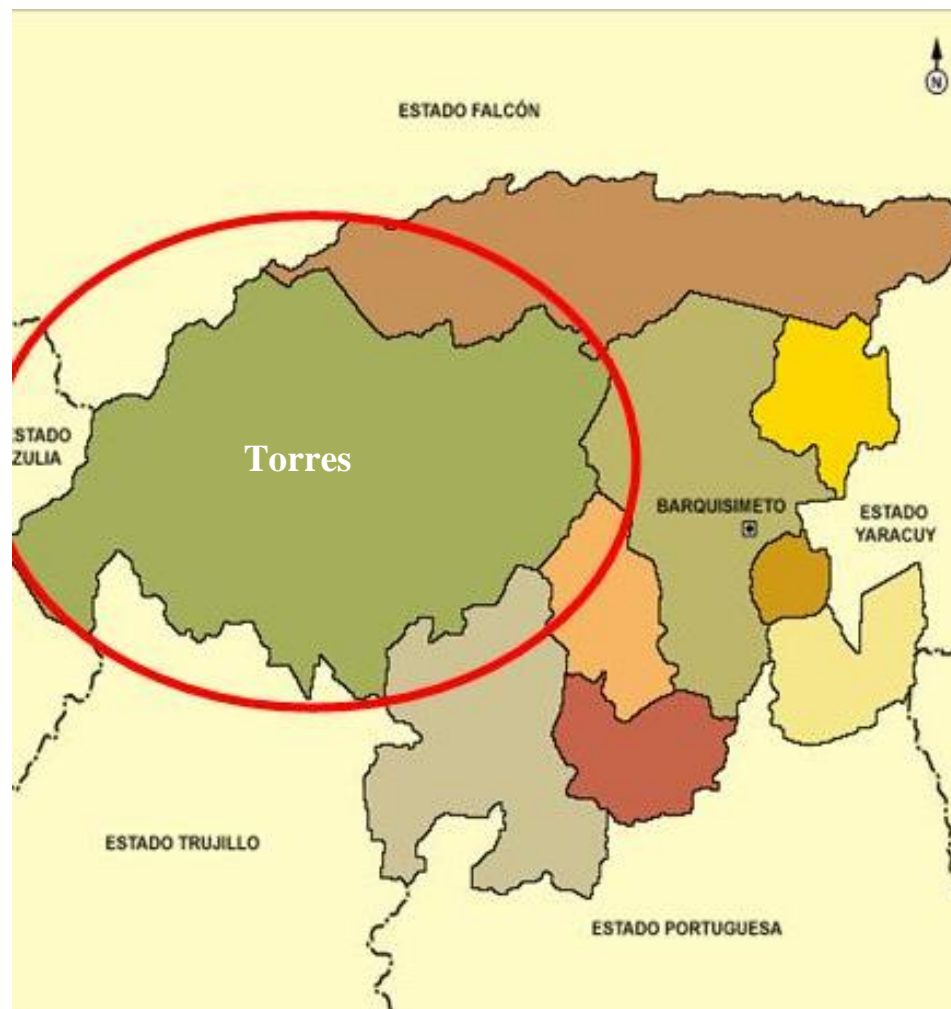 N
ESTADO FALCÓN
Torres
ESTADO
ZULIA
BARQUISIMETO
ESTADO
YARACUY
ESTADO TRUJILLO
ESTADO PORTUGUESA